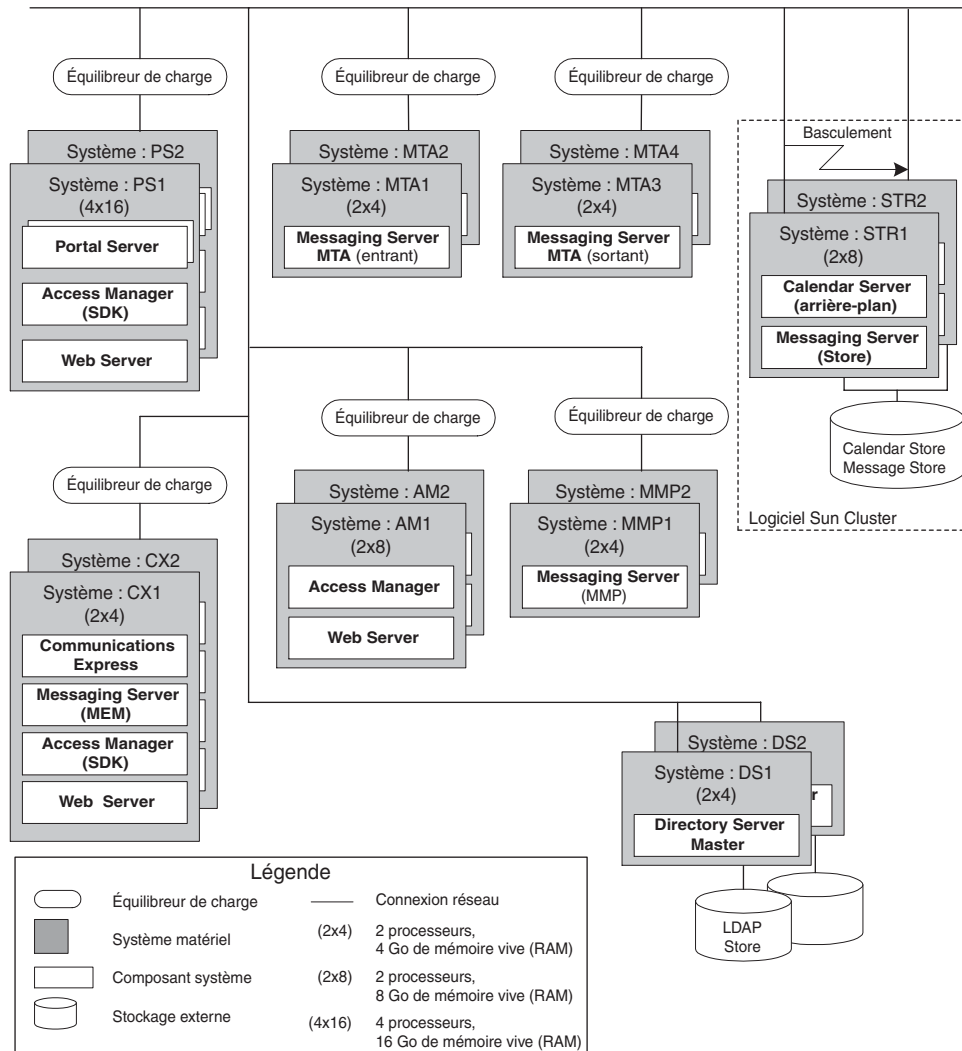 Équilibreur de charge
Équilibreur de charge
Équilibreur de charge
Système : PS2
Système : PS1
(4x16)
Portal Server
Access Manager
(SDK)
Web Server
Système : MTA2
Système : MTA1
(2x4)
Messaging Server
MTA (entrant)
Système : MTA4
Système : MTA3
(2x4)
Messaging Server
MTA (sortant)
Basculement
Système : STR2
Système : STR1
(2x8)
Calendar Server
(arrière-plan)
Messaging Server
(Store)
Calendar Store
Message Store
Logiciel Sun Cluster
Équilibreur de charge
Équilibreur de charge
Équilibreur de charge
Système : CX2
Système : CX1
(2x4)
Communications
Express
Messaging Server
(MEM)
Access Manager
(SDK)
Web Server
Système : AM2
Système : AM1
(2x8)
Access Manager
Web Server
Système : MMP2
Système : MMP1
(2x4)
Messaging Server
(MMP)
Système : DS2
Système : DS1
(2x4)
r
Directory Server
Master
LDAP
Store
Légende
Équilibreur de charge
Système matériel
Composant système
Stockage externe
Connexion réseau
(2x4) 2 processeurs,
4 Go de mémoire vive (RAM)
(2x8) 2 processeurs,
8 Go de mémoire vive (RAM)
(4x16) 4 processeurs,
16 Go de mémoire vive (RAM)